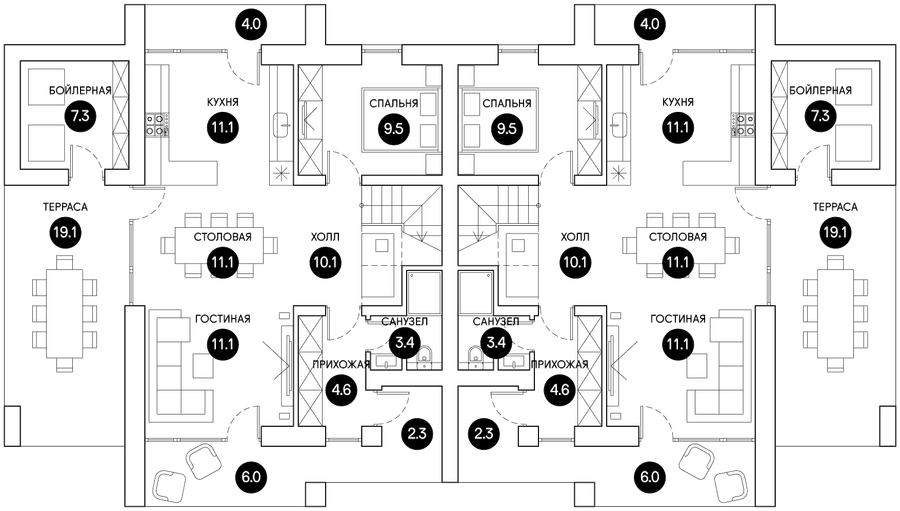 4.0
4.0
БОЙЛЕРНАЯ
7.3
КУХНЯ
11.1
СПАЛЬНЯ
9.5
СПАЛЬНЯ
9.5
КУХНЯ
11.1
БОЙЛЕРНАЯ
7.3
ТЕРРАСА
19.1
СТОЛОВАЯ
11.1
ХОЛЛ
10.1
ХОЛЛ
10.1
СТОЛОВАЯ
11.1
ТЕРРАСА
19.1
ГОСТИНАЯ
11.1
САНУЗЕЛ
3.4
САНУЗЕЛ
3.4
ГОСТИНАЯ
11.1
ПРИХОЖАЯ
4.6
ПРИХОЖАЯ
4.6
2.3
2.3
6.0
6.0